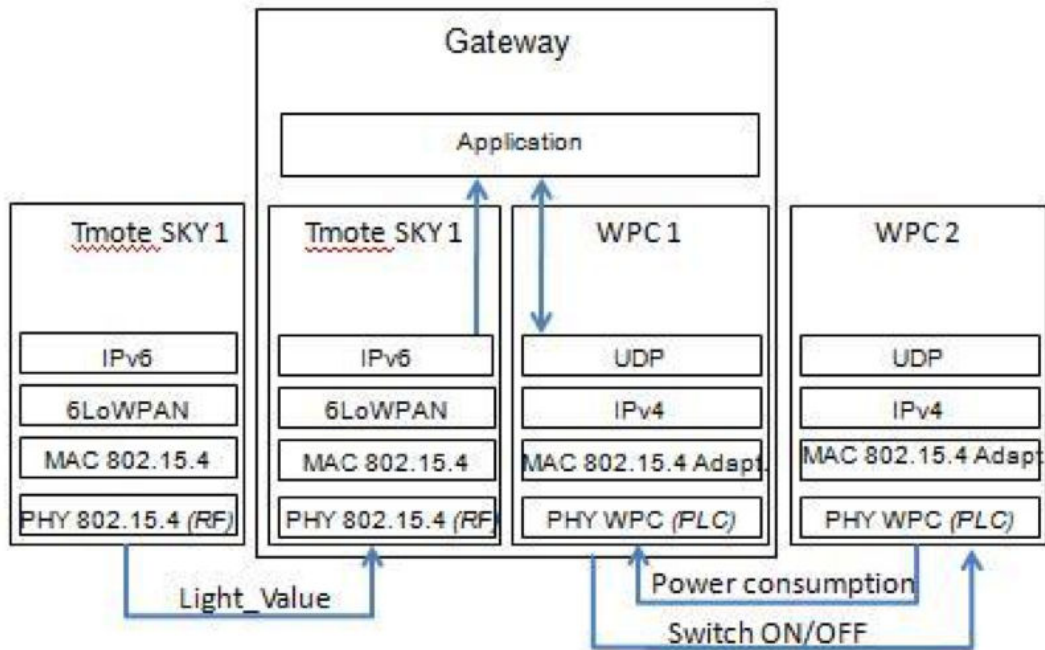 Gateway
Application
Tmote SKY 1
IPv6
6LoWPAN
MAC 802.15.4
PHY 802.15.4 (RF)
Tmote SKY 1
IPv6
6LoWPAN
MAC 802.15.4
PHY 802.15.4 (RF)
WPC 1
UDP
IPv4
MAC 802.15.4 Adapt.
PHY WPC (PLC)
WPC 2
UDP
IPv4
MAC 802.15.4 Adapt
PHY WPC (PLC)
Light_Value
Power consumption
Switch ON/OFF